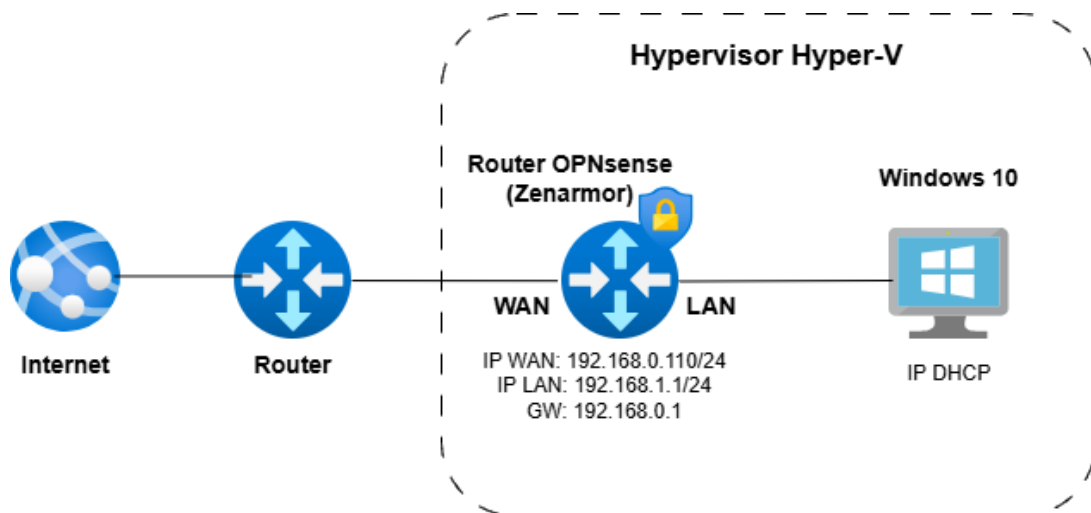 Hypervisor Hyper-V
Router OPNsense
(Zenarmor)
Windows 10
WAN
LAN
Internet
Router
IP WAN: 192.168.0.110/24
IP LAN: 192.168.1.1/24
GW: 192.168.0.1
IP DHCP